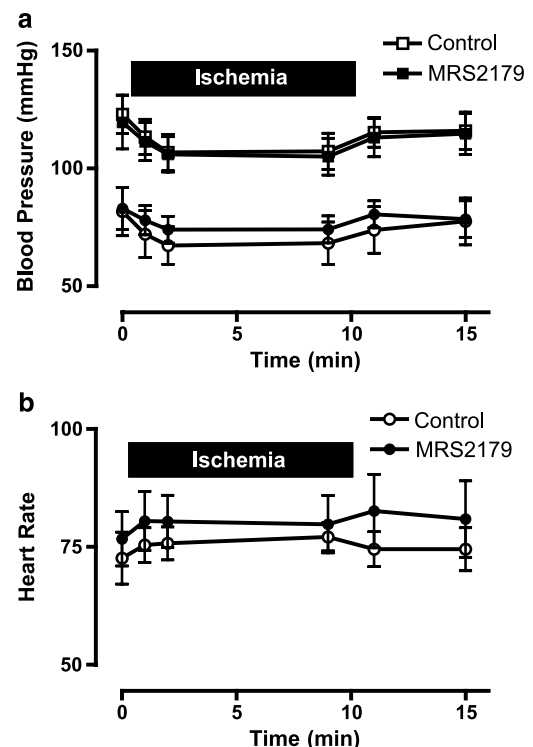 a
150
Control
MRS2179
Ischemia
Blood Pressure (mmHg)
100
50
0 5 10 15
Time (min)
b
100
Control
MRS2179
Ischemia
Heart Rate
75
50
0 5 10 15
Time (min)